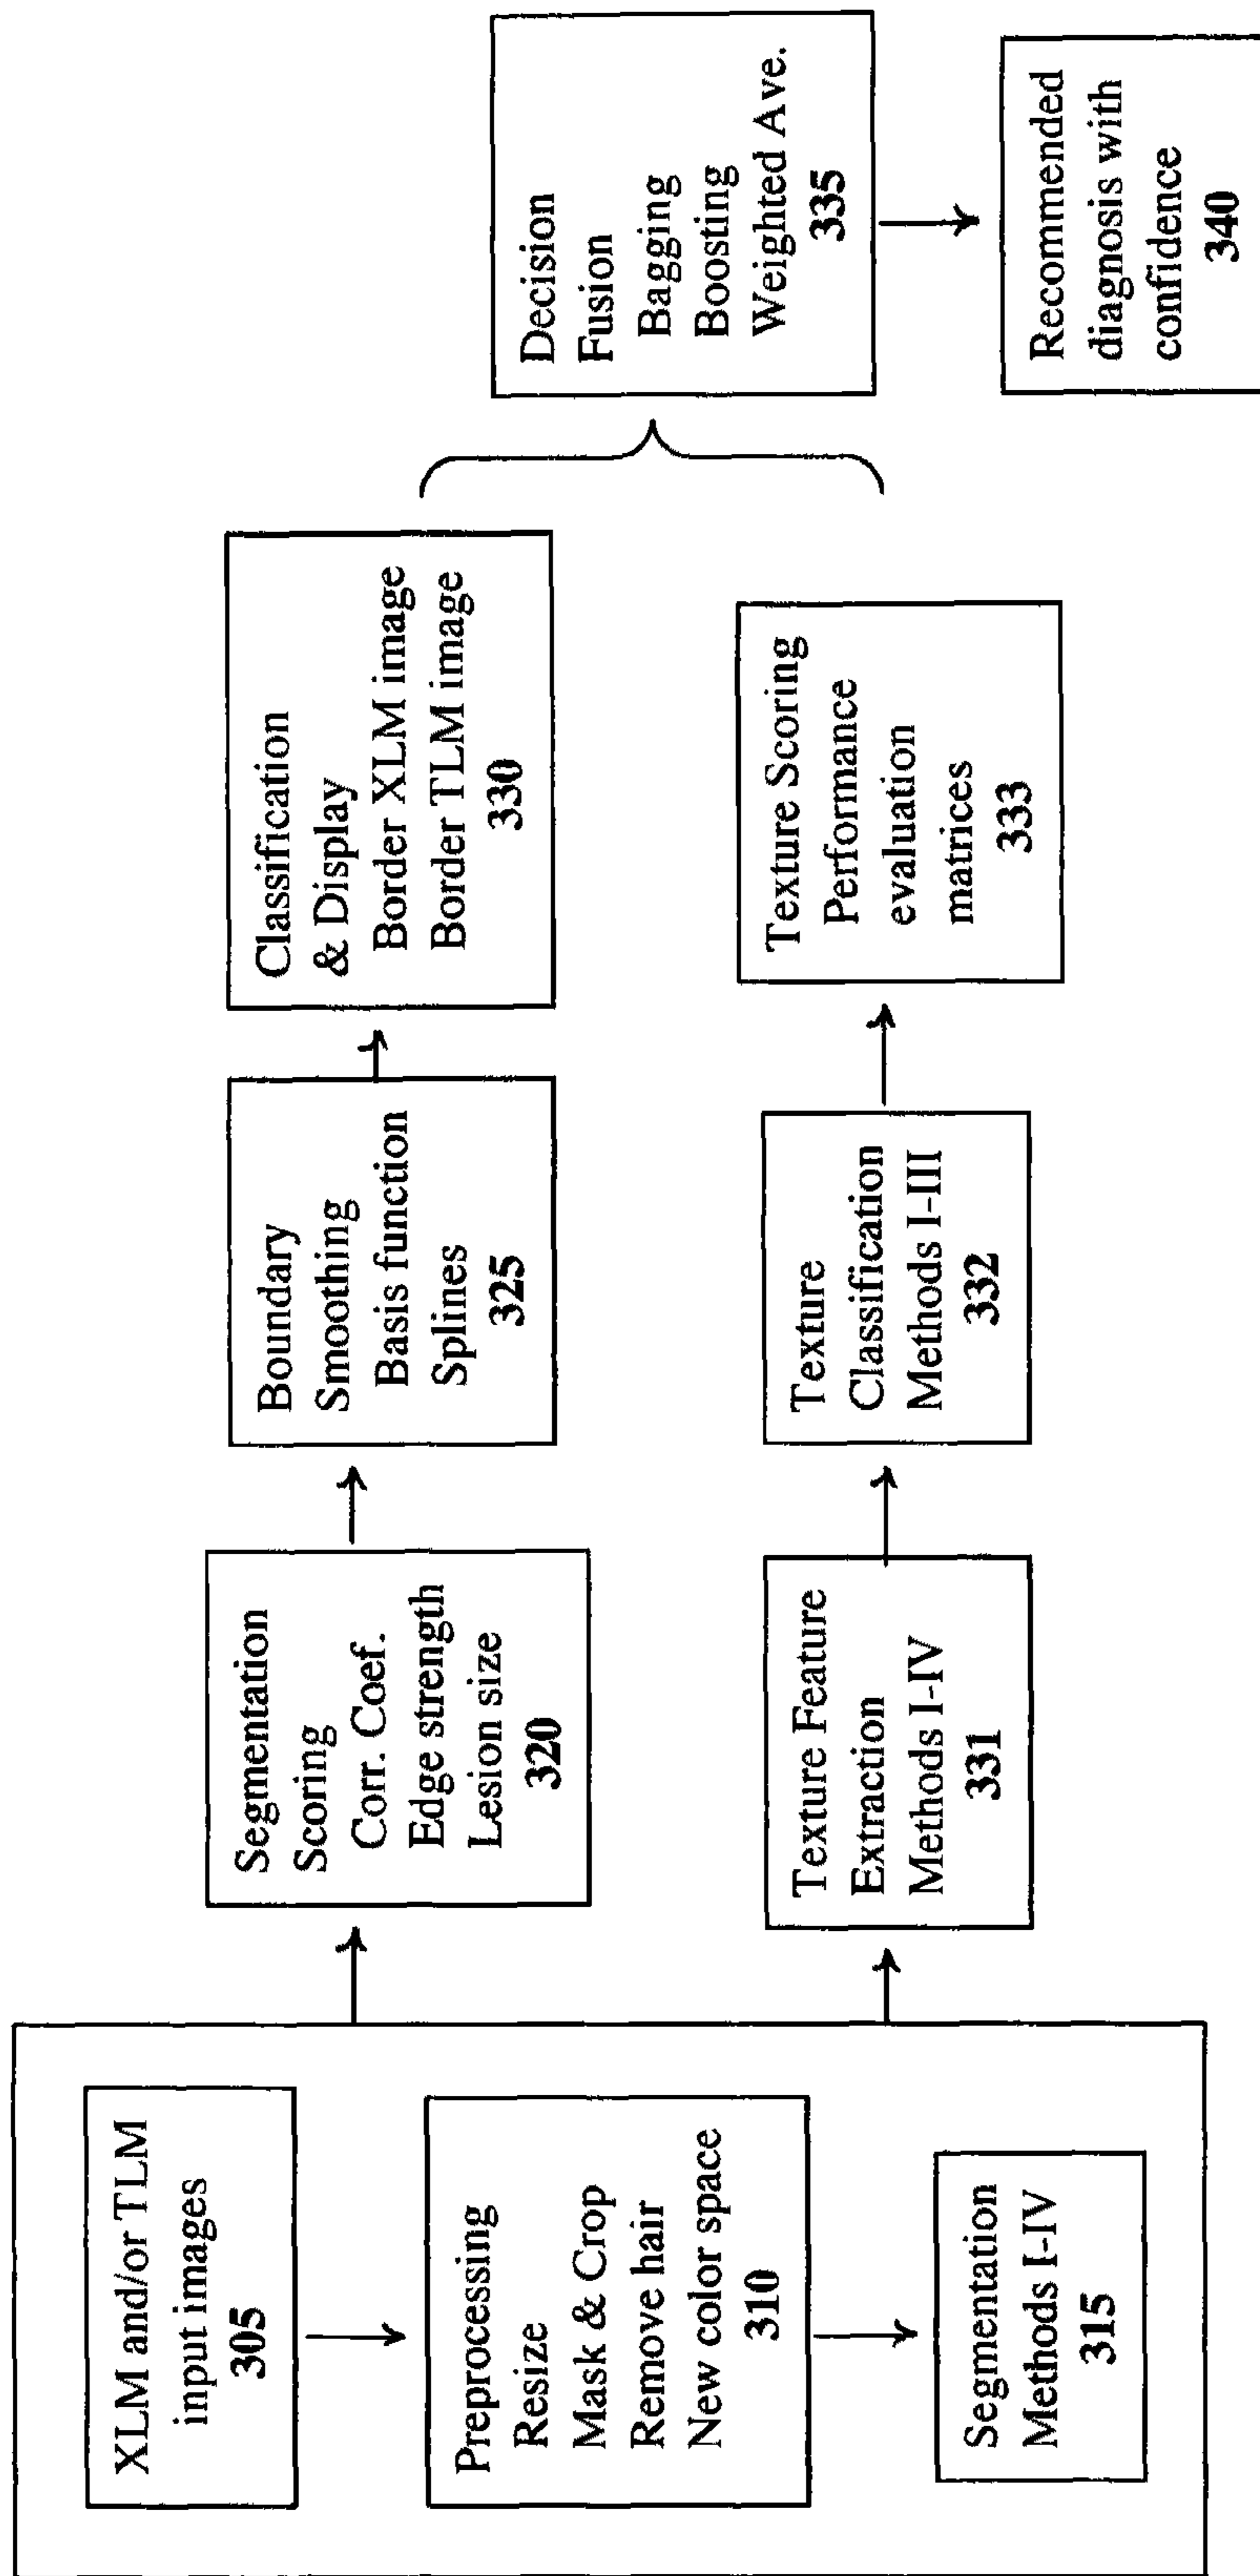 XLM and/or TLM
input images
305
Preprocessing
Resize
Mask & Crop
Remove hair
New color space
310
Segmentation
Methods I-IV
315
Segmentation
Scoring
Corr. Coef.
Edge strength
Lesion size
320
Boundary
Smoothing
Basis function
Splines
325
Classification
& Display
Border XLM image
Border TLM image
330
Texture Feature
Extraction
Methods I-IV
331
Texture
Classification
Methods I-III
332
Texture Scoring
Performance
evaluation
matrices
333
Decision
Fusion
Bagging
Boosting
Weighted Ave.
335
Recommended
diagnosis with
confidence
340